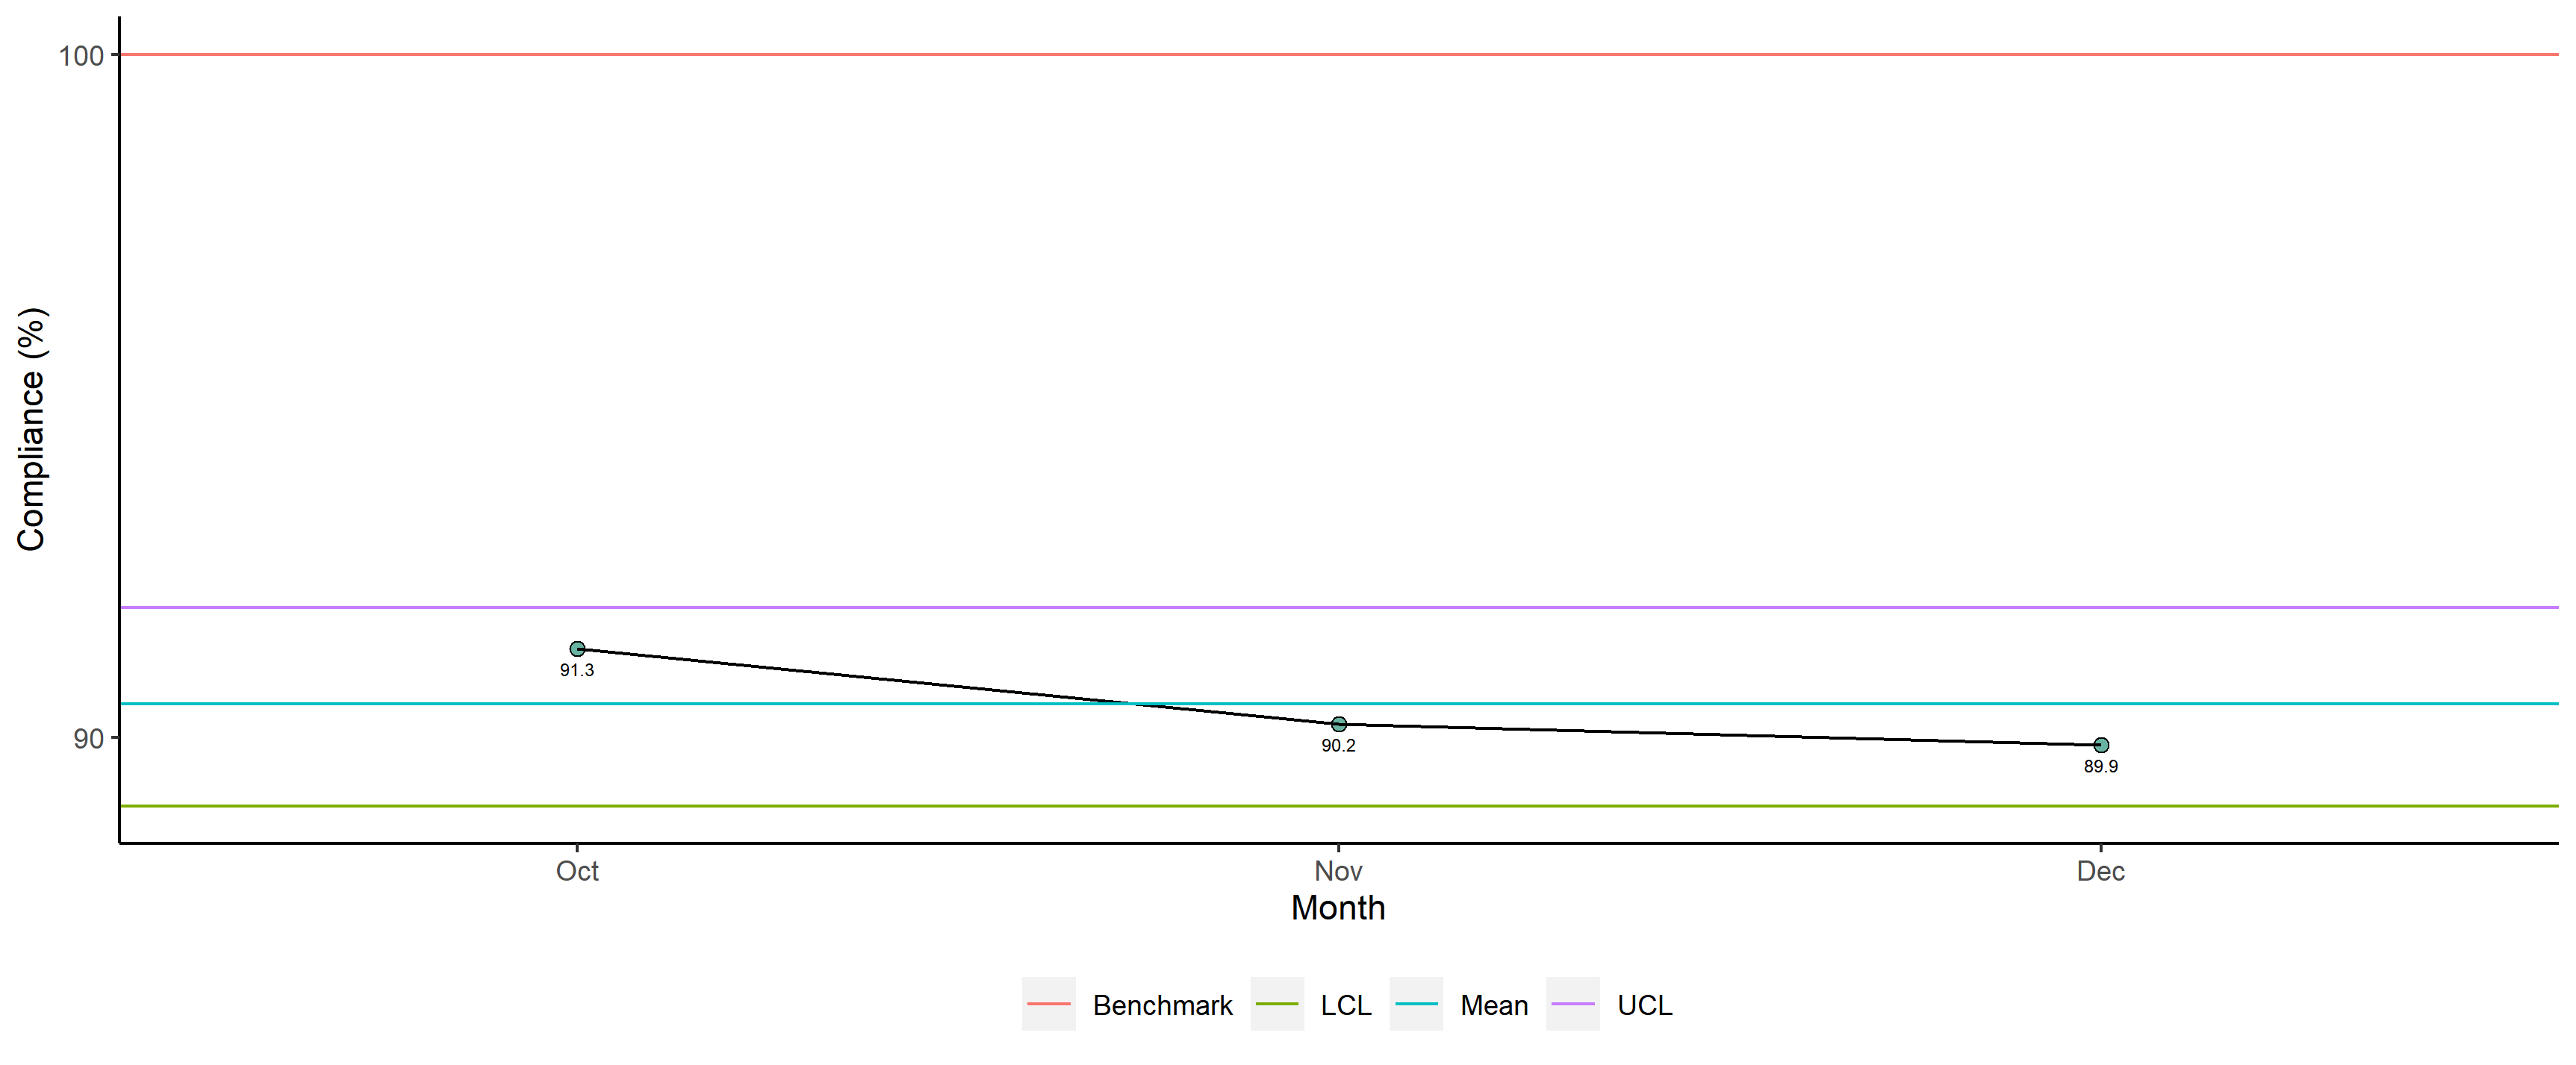 Compliance (%)
100
90
91.3
90.2
89.9
Oct Nov Dec
Month
Benchmark LCL Mean UCL